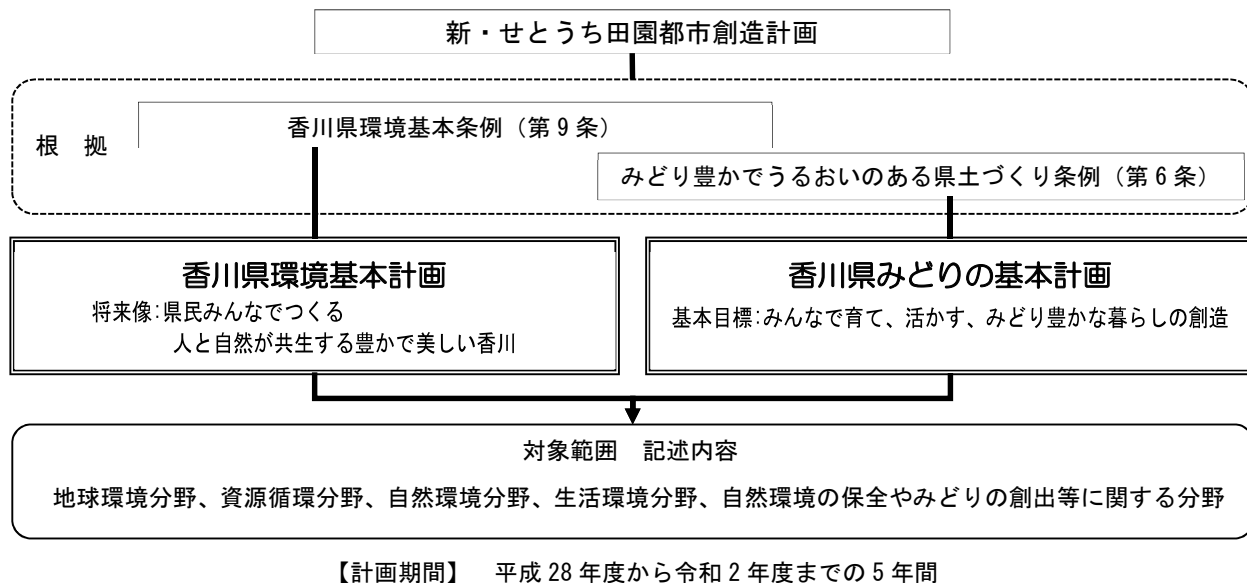 新・せとうち田園都市創造計画
根　拠
香川県環境基本条例（第９条）
みどり豊かでうるおいのある県土づくり条例（第６条）
香川県環境基本計画
将来像：県民みんなでつくる
人と自然が共生する豊かで美しい香川
香川県みどりの基本計画
基本目標：みんなで育て、活かす、みどり豊かな暮らしの創造
対象範囲　記述内容
地球環境分野、資源循環分野、自然環境分野、生活環境分野、自然環境の保全やみどりの創出等に関する分野
【計画期間】　平成 28 年度から令和 2 年度までの 5 年間